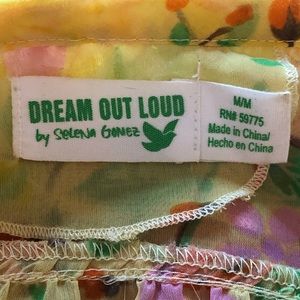 DREAM OUT LOUD
by SELENA GOMEZ
M/M
RN# 59775
Made in China/
Hecho en China